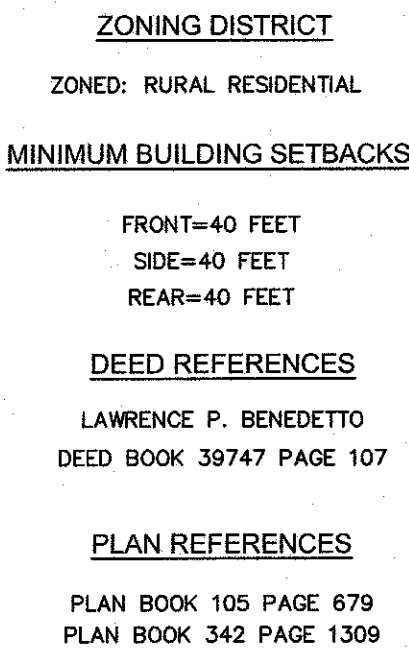 ZONING DISTRICT
ZONED: RURAL RESIDENTIAL
MINIMUM BUILDING SETBACKS
FRONT=40 FEET
SIDE=40 FEET
REAR=40 FEET
DEED REFERENCES
LAWRENCE P. BENEDETTO
DEED BOOK 39747 PAGE 107
PLAN REFERENCES
PLAN BOOK 105 PAGE 679
PLAN BOOK 342 PAGE 1309